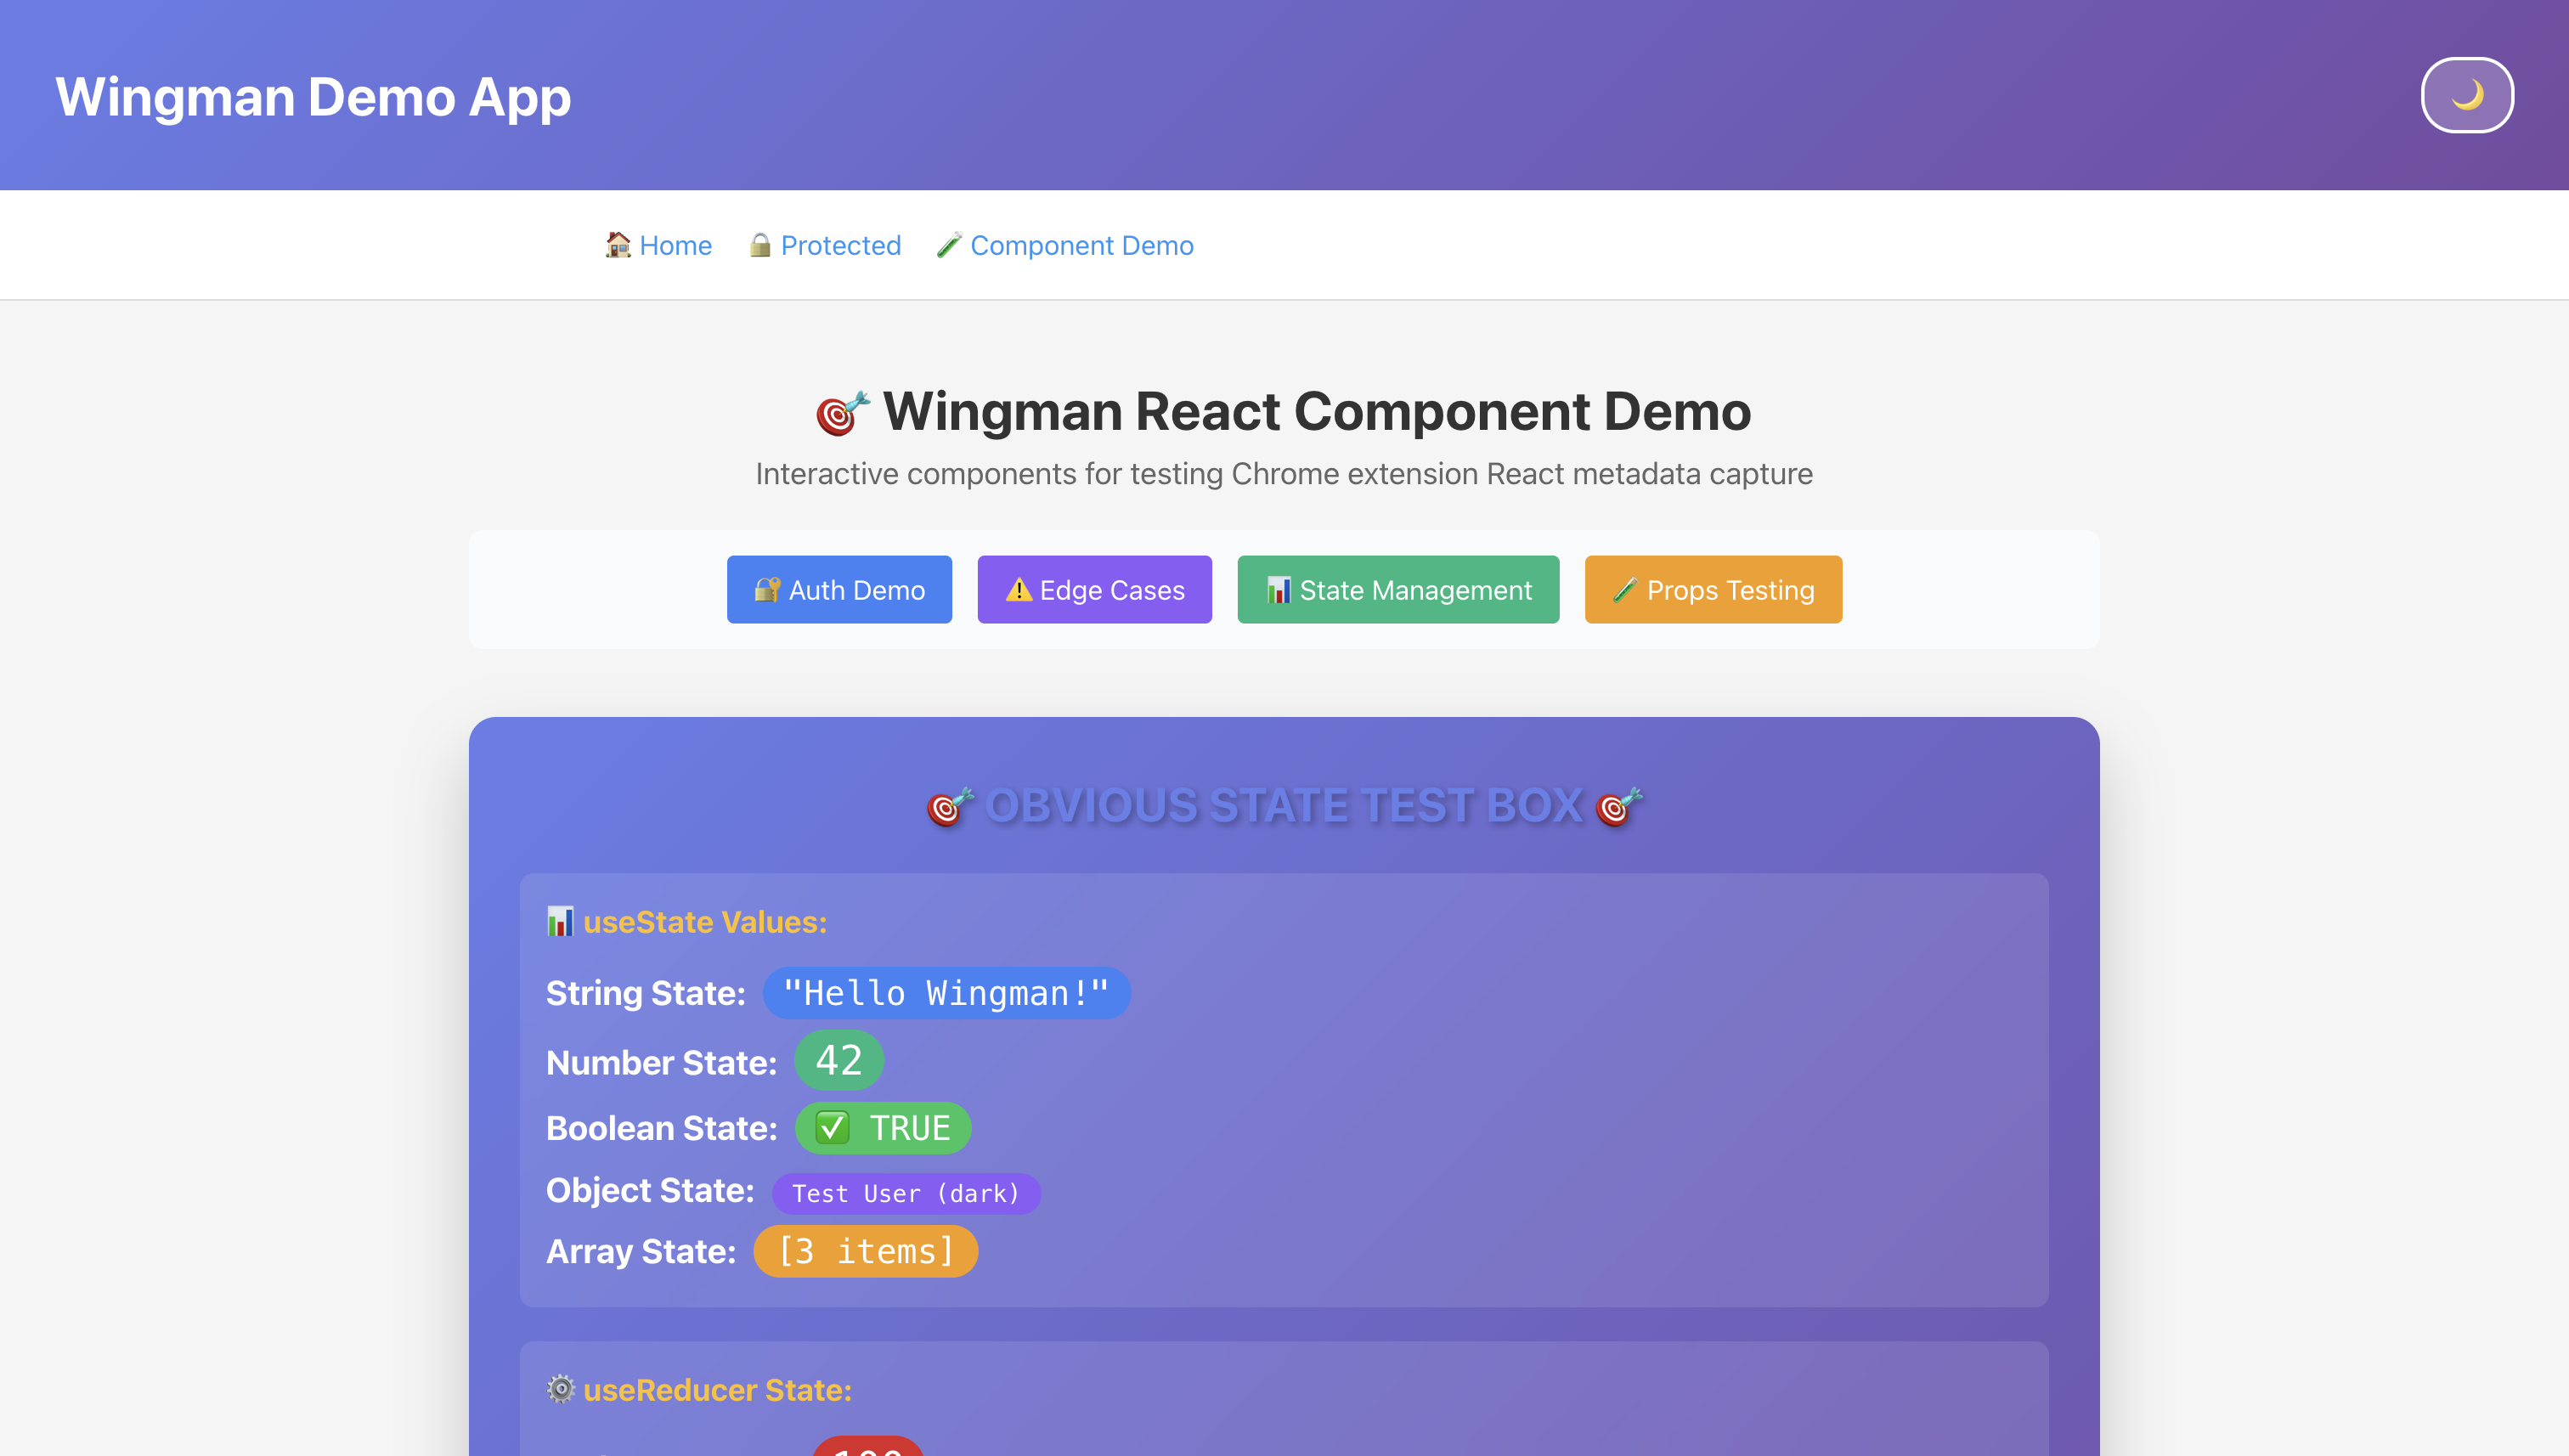 Wingman Demo App
🌙
🏠 Home 🔒 Protected 🧪 Component Demo
🎯 Wingman React Component Demo
Interactive components for testing Chrome extension React metadata capture
🔐 Auth Demo ⚠️ Edge Cases 📊 State Management 🧪 Props Testing
🎯 OBVIOUS STATE TEST BOX 🎯
📊 useState Values:
String State: "Hello Wingman!"
Number State: 42
Boolean State: ✅ TRUE
Object State: Test User (dark)
Array State: [3 items]
⚙️ useReducer State: